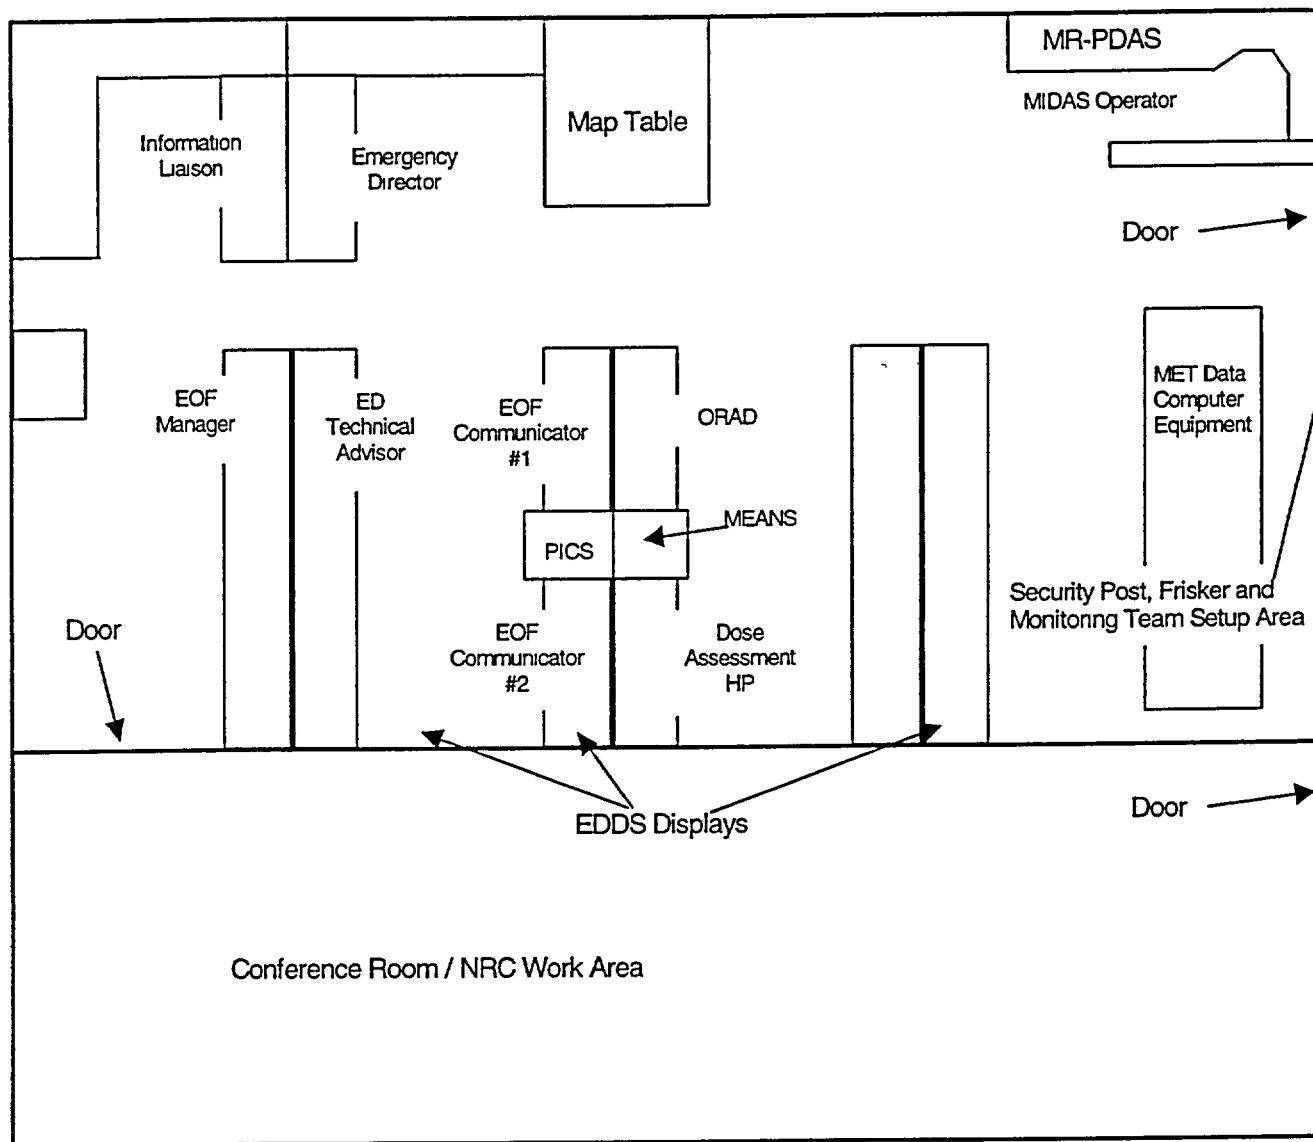 MR-PDAS
MIDAS Operator
Map Table
Information
Liaison
Emergency
Director
Door
EOF
Manager
ED
Technical
Advisor
EOF
Communicator
#1
ORAD
MET Data
Computer
Equipment
MEANS
PICS
Security Post, Frisker and
Monitoring Team Setup Area
Door
EOF
Communicator
#2
Dose
Assessment
HP
EDDS Displays
Door
Conference Room / NRC Work Area